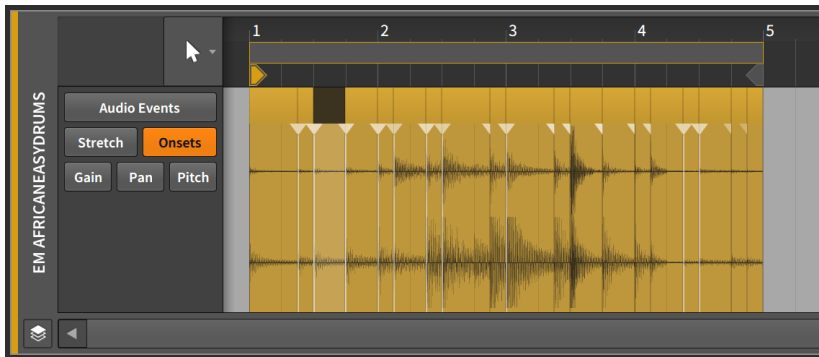 1 2 3 4 5
EM AFRICANEASYDRUMS
Audio Events
Stretch Onsets
Gain Pan Pitch